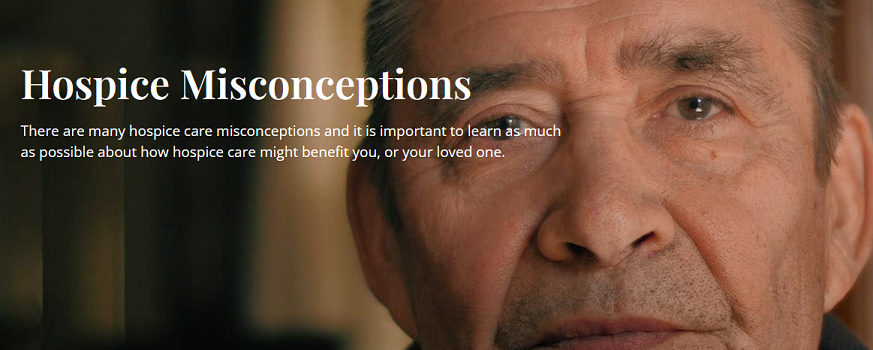 Hospice Misconceptions
There are many hospice care misconceptions and it is important to learn as much
as possible about how hospice care might benefit you, or your loved one.